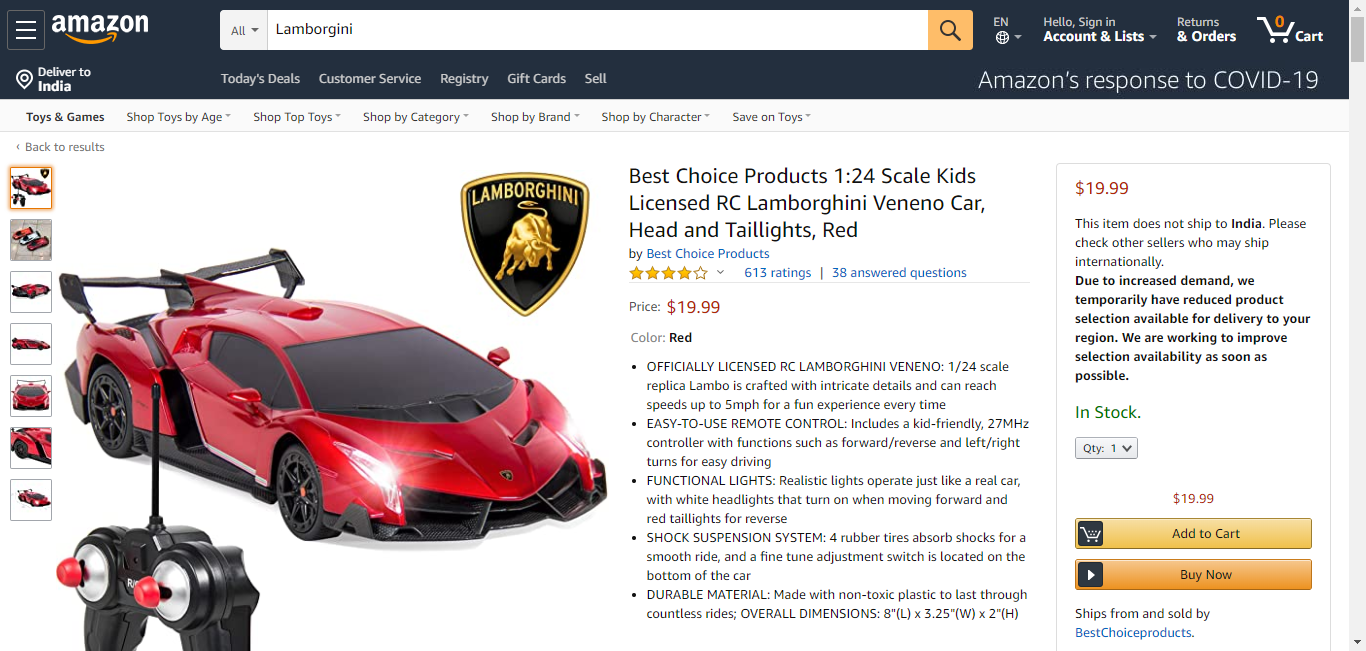 amazon
All
Lamborgini
EN
Hello, Sign in
Account & Lists
Returns
& Orders
0
Cart
Deliver to
India
Today's Deals
Customer Service
Registry
Gift Cards
Sell
Amazon's response to COVID-19
Toys & Games
Shop Toys by Age
Shop Top Toys
Shop by Category
Shop by Brand
Shop by Character
Save on Toys
‹ Back to results
LAMBORGHINI
Best Choice Products 1:24 Scale Kids
Licensed RC Lamborghini Veneno Car,
Head and Taillights, Red
by Best Choice Products
613 ratings | 38 answered questions
Price: $19.99
Color: Red
• OFFICIALLY LICENSED RC LAMBORGHINI VENENO: 1/24 scale
replica Lambo is crafted with intricate details and can reach
speeds up to 5mph for a fun experience every time
• EASY-TO-USE REMOTE CONTROL: Includes a kid-friendly, 27MHz
controller with functions such as forward/reverse and left/right
turns for easy driving
• FUNCTIONAL LIGHTS: Realistic lights operate just like a real car,
with white headlights that turn on when moving forward and
red taillights for reverse
• SHOCK SUSPENSION SYSTEM: 4 rubber tires absorb shocks for a
smooth ride, and a fine tune adjustment switch is located on the
bottom of the car
• DURABLE MATERIAL: Made with non-toxic plastic to last through
countless rides; OVERALL DIMENSIONS: 8"(L) x 3.25"(W) x 2"(H)
$19.99
This item does not ship to India. Please
check other sellers who may ship
internationally.
Due to increased demand, we
temporarily have reduced product
selection available for delivery to your
region. We are working to improve
selection availability as soon as
possible.
In Stock.
Qty: 1
$19.99
Add to Cart
Buy Now
Ships from and sold by
BestChoiceproducts.